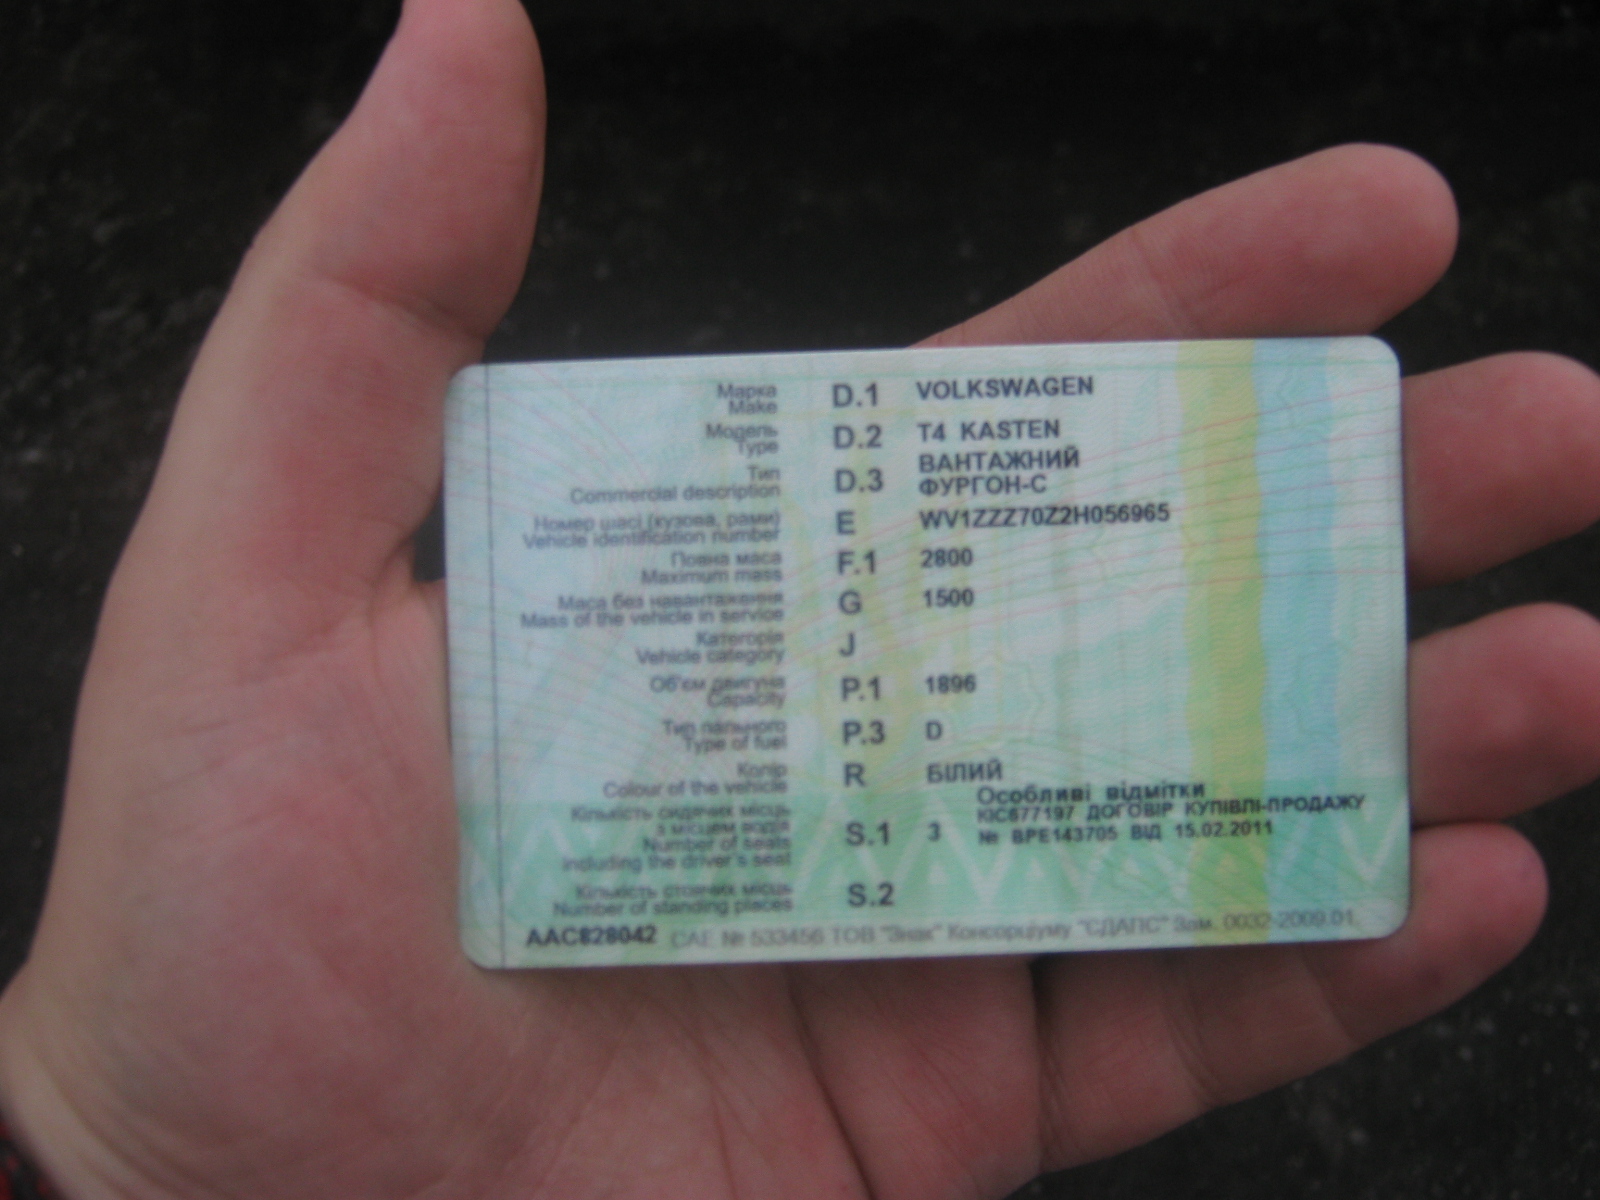 Марка D.1 VOLKSWAGEN
Make
Модель D.2 T4 KASTEN
Type
Тип D.3 ВАНТАЖНИЙ
Commercial description ФУРГОН-С
Номер шасі (кузова, рами) E WV1ZZZ70Z2H056965
Vehicle identification number
Повна маса F.1 2800
Maximum mass
Маса без навантаження G 1500
Mass of the vehicle in service
Категорія J
Vehicle category
Об'єм двигуна P.1 1896
Capacity
Тип пального P.3 D
Type of fuel
Колір R БІЛИЙ
Colour of the vehicle
Особливі відмітки
Кількість сидячих місць КІС677197 ДОГОВІР КУПІВЛІ-ПРОДАЖУ
з місцем водія S.1 3 № ВРЕ143705 ВІД 15.02.2011
Number of seats
including the driver's seat
Кількість стоячих місць S.2
Number of standing places
ААС828042 САЕ № 533456 ТОВ "Знак" Консорціуму "СДАПС" Зам. 0032-2009.01.